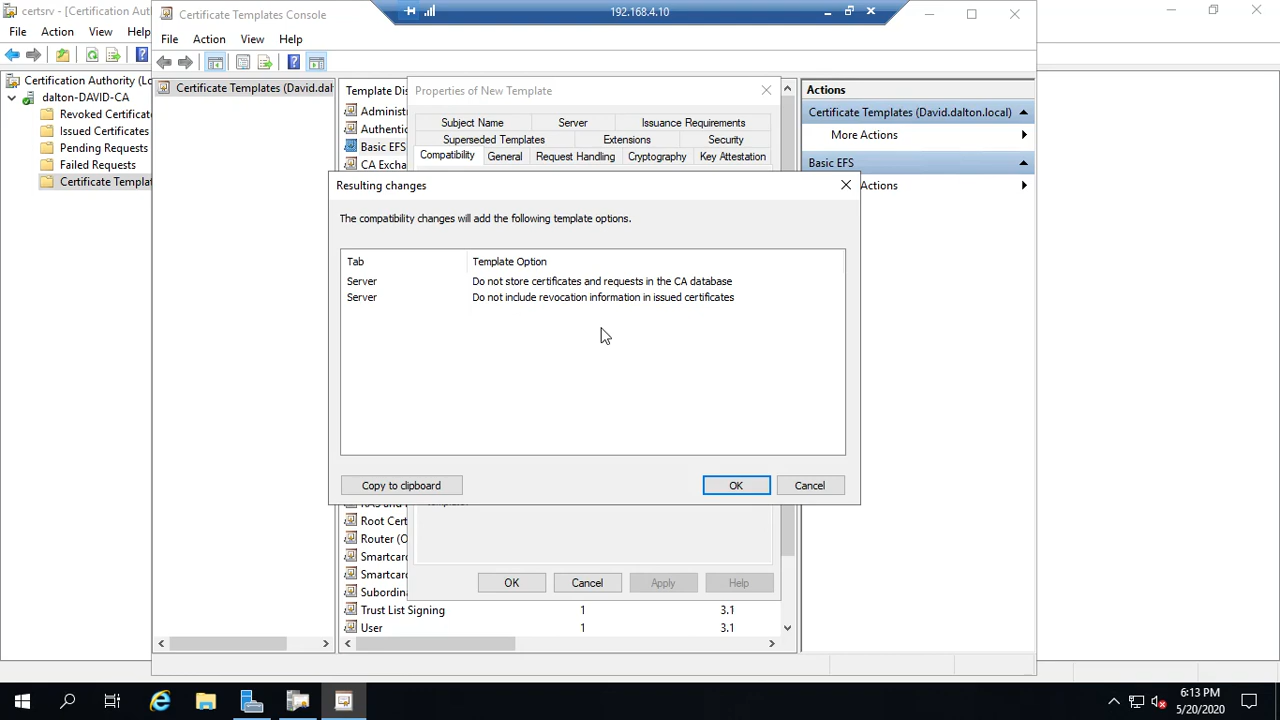 certsrv - [Certification Auth
Certificate Templates Console
192.168.4.10
File Action View Help
File Action View Help
Certification Authority (Lo
dalton-DAVID-CA
Revoked Certificate
Issued Certificates
Pending Requests
Failed Requests
Certificate Templat
Certificate Templates (David.dal
Template Dis
Administ
Authentic
Basic EFS
CA Exchar
Properties of New Template
Subject Name Server Issuance Requirements
Superseded Templates Extensions Security
Compatibility General Request Handling Cryptography Key Attestation
Actions
Certificate Templates (David.dalton.local)
More Actions
Basic EFS
Actions
Resulting changes
The compatibility changes will add the following template options.
Tab Template Option
Server Do not store certificates and requests in the CA database
Server Do not include revocation information in issued certificates
Copy to clipboard OK Cancel
Root Cert
Router (O
Smartcarc
Smartcarc
Subordina
Trust List Signing 1 3.1
User 1 3.1
OK Cancel Apply Help
6:13 PM
5/20/2020